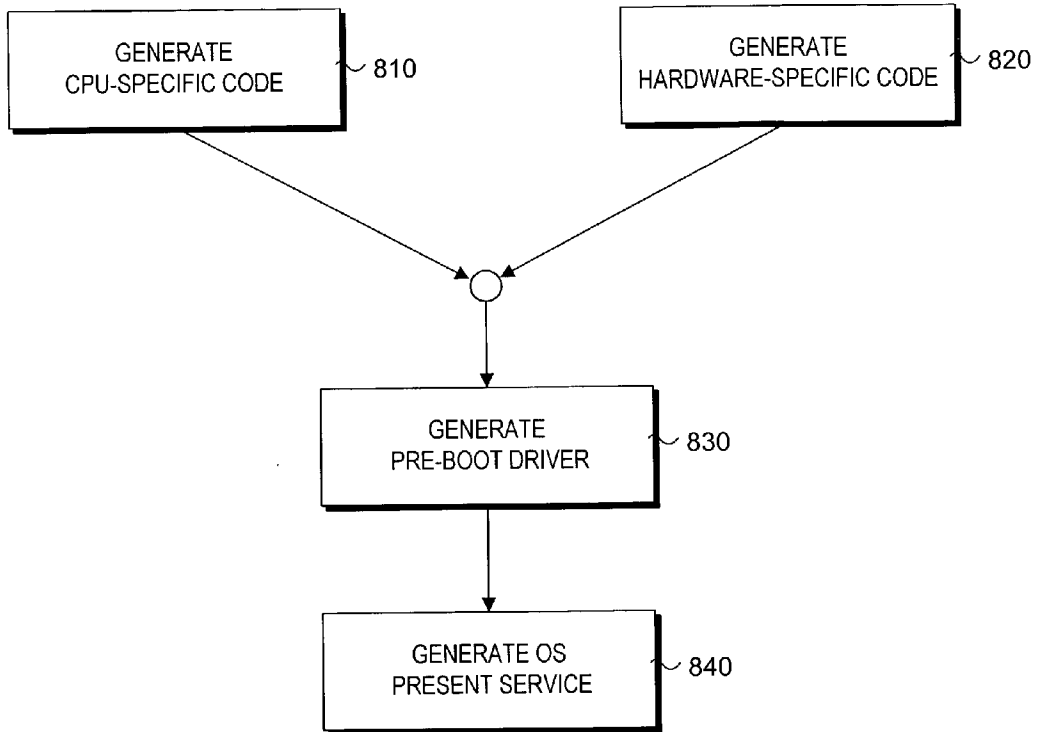 GENERATE
CPU-SPECIFIC CODE
810
GENERATE
HARDWARE-SPECIFIC CODE
820
GENERATE
PRE-BOOT DRIVER
830
GENERATE OS
PRESENT SERVICE
840